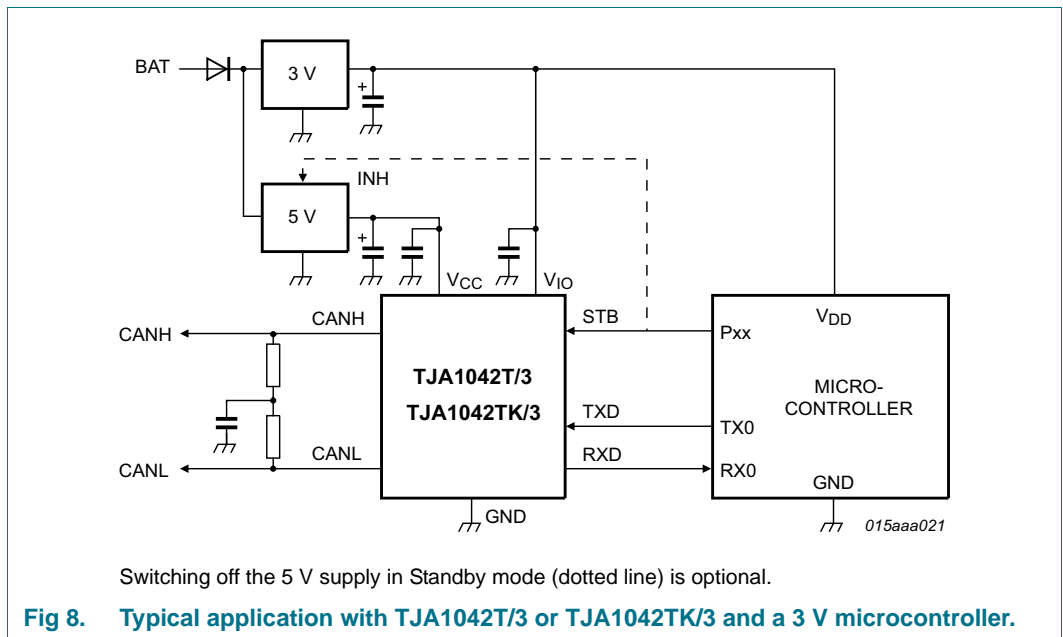 BAT
3 V
+
INH
5 V
+
VCC
VIO
CANH
CANH
STB
Pxx
VDD
TJA1042T/3
TJA1042TK/3
MICRO-
CONTROLLER
TXD
TX0
CANL
CANL
RXD
RX0
GND
GND
015aaa021
Switching off the 5 V supply in Standby mode (dotted line) is optional.
Fig 8. Typical application with TJA1042T/3 or TJA1042TK/3 and a 3 V microcontroller.